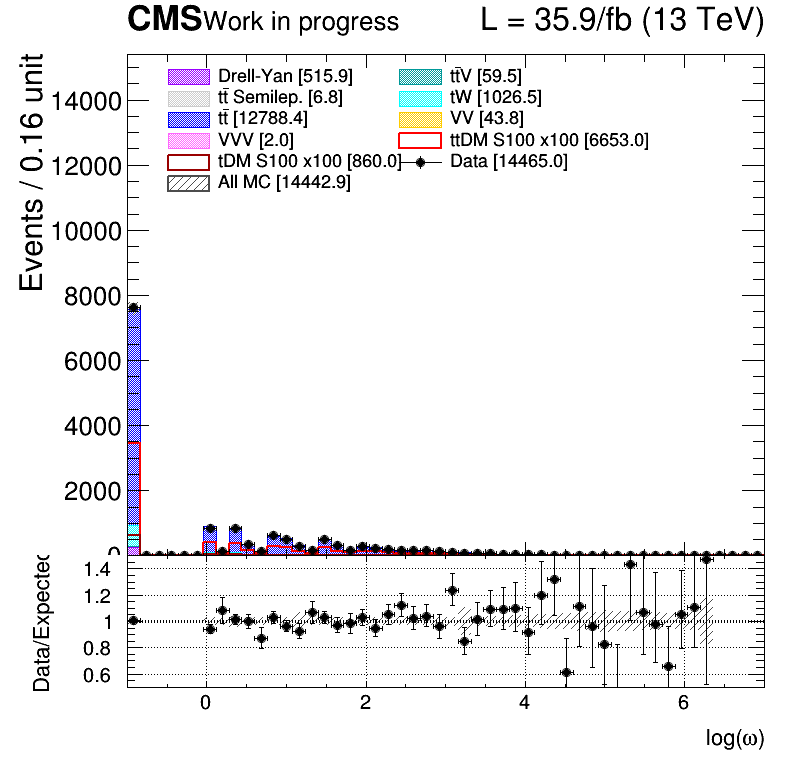 CMS Work in progress L = 35.9/fb (13 TeV)
Events / 0.16 unit
Drell-Yan [515.9] tt̄V [59.5]
tt̄ Semilep. [6.8] tW [1026.5]
tt̄ [12788.4] VV [43.8]
VVV [2.0] ttDM S100 x100 [6653.0]
tDM S100 x100 [860.0] Data [14465.0]
All MC [14442.9]
14000
12000
10000
8000
6000
4000
2000
0
Data/Expected
1.4
1.2
1
0.8
0.6
0 2 4 6
log(ω)